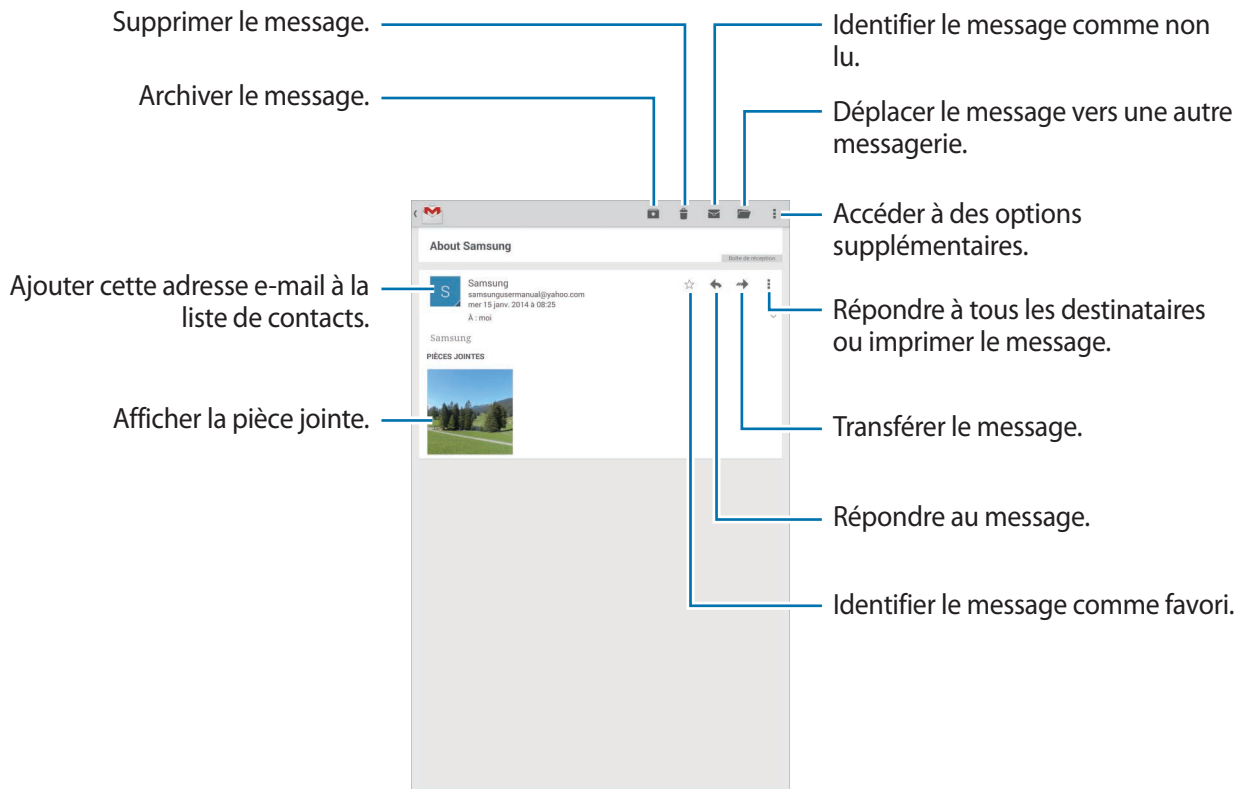 Supprimer le message.
Archiver le message.
Identifier le message comme non
lu.
Déplacer le message vers une autre
messagerie.
Accéder à des options
supplémentaires.
About Samsung
Boîte de réception
Ajouter cette adresse e-mail à la
liste de contacts.
S
Samsung
samsungusermanual@yahoo.com
mer 15 janv. 2014 à 08:25
À : moi
Samsung
PIÈCES JOINTES
Répondre à tous les destinataires
ou imprimer le message.
Afficher la pièce jointe.
Transférer le message.
Répondre au message.
Identifier le message comme favori.